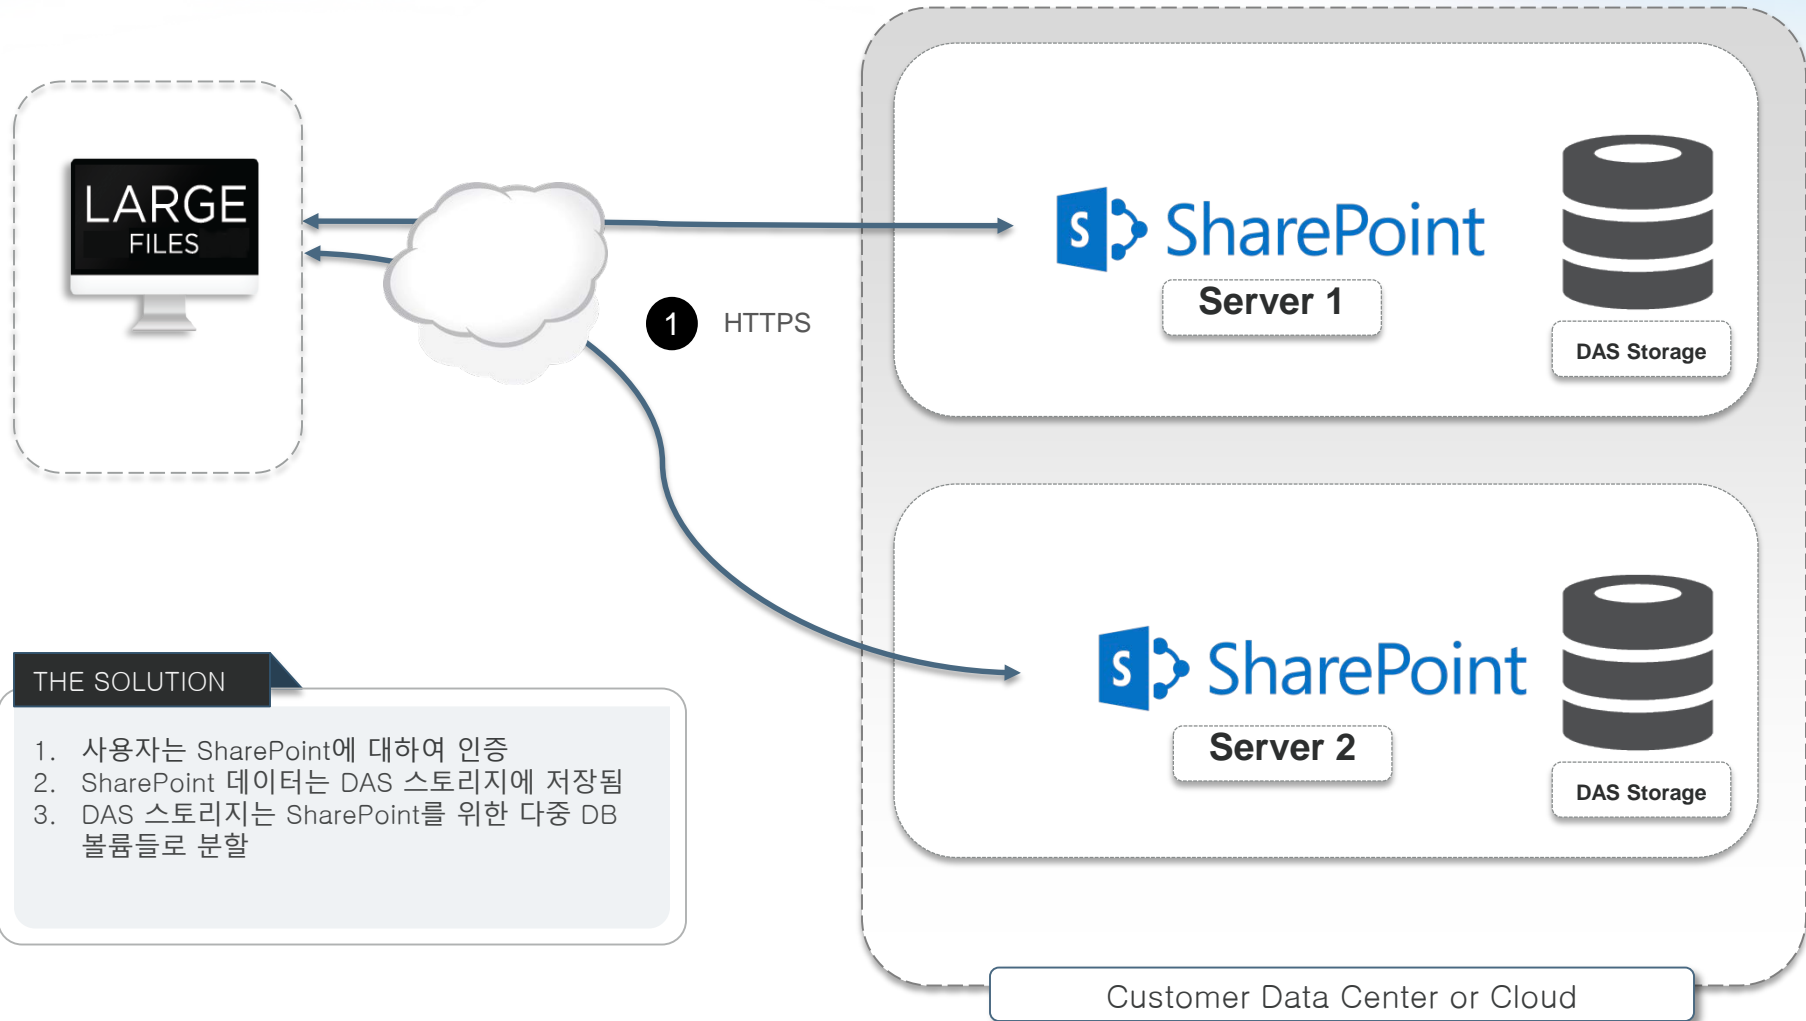 LARGE
FILES
1 HTTPS
S SharePoint
Server 1
DAS Storage
S SharePoint
Server 2
DAS Storage
THE SOLUTION
1. 사용자는 SharePoint에 대하여 인증
2. SharePoint 데이터는 DAS 스토리지에 저장됨
3. DAS 스토리지는 SharePoint를 위한 다중 DB
볼륨들로 분할
Customer Data Center or Cloud